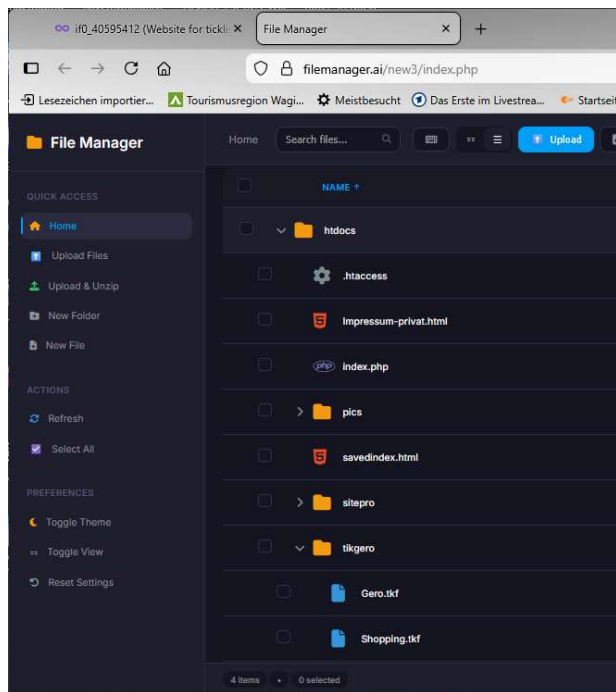 if0_40595412 (Website for tickli
File Manager
filemanager.ai/new3/index.php
Lesezeichen importier...
Tourismusregion Wagi...
Meistbesucht
Das Erste im Livestrea...
Startseit
File Manager
Home
Search files...
Upload
NAME ↑
QUICK ACCESS
Home
Upload Files
Upload & Unzip
New Folder
New File
ACTIONS
Refresh
Select All
PREFERENCES
Toggle Theme
Toggle View
Reset Settings
htdocs
.htaccess
Impressum-privat.html
php
index.php
pics
savedindex.html
sitepro
tikgero
Gero.tkf
Shopping.tkf
4 items • 0 selected